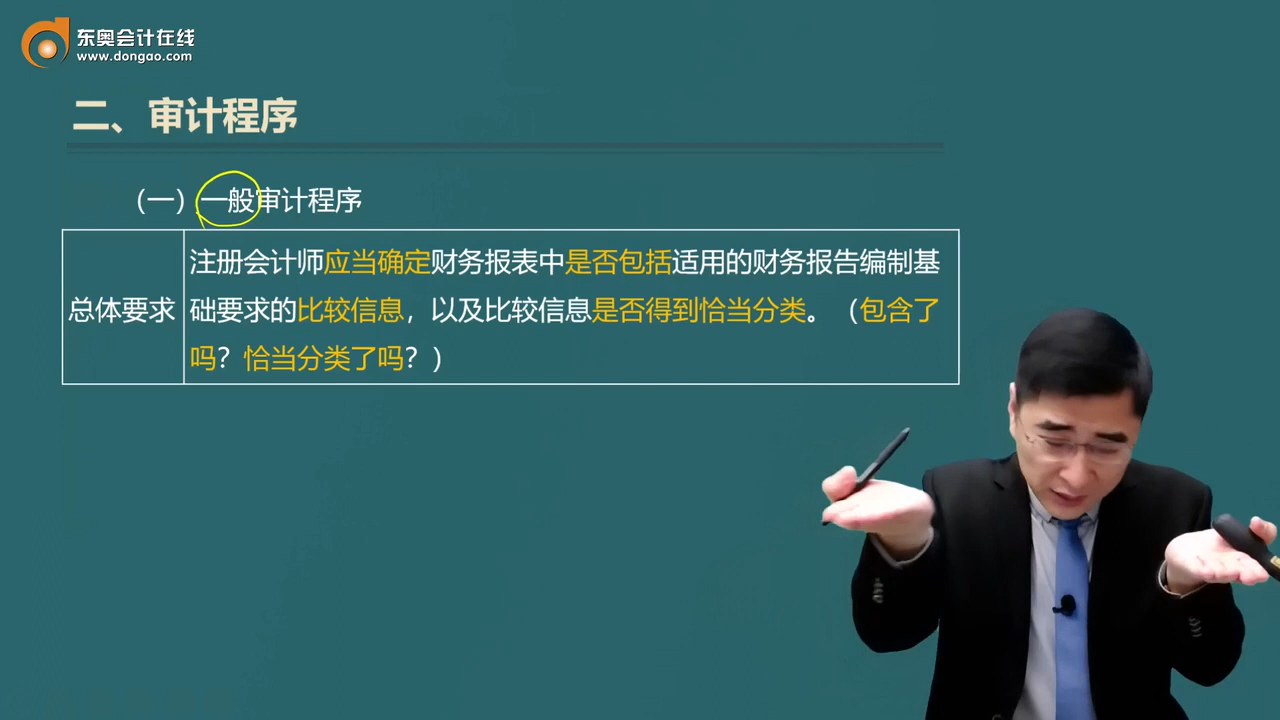 东奥会计在线
www.dongao.com
二、审计程序
（一）一般审计程序
总体要求
注册会计师应当确定财务报表中是否包括适用的财务报告编制基
础要求的比较信息，以及比较信息是否得到恰当分类。（包含了
吗？恰当分类了吗？）